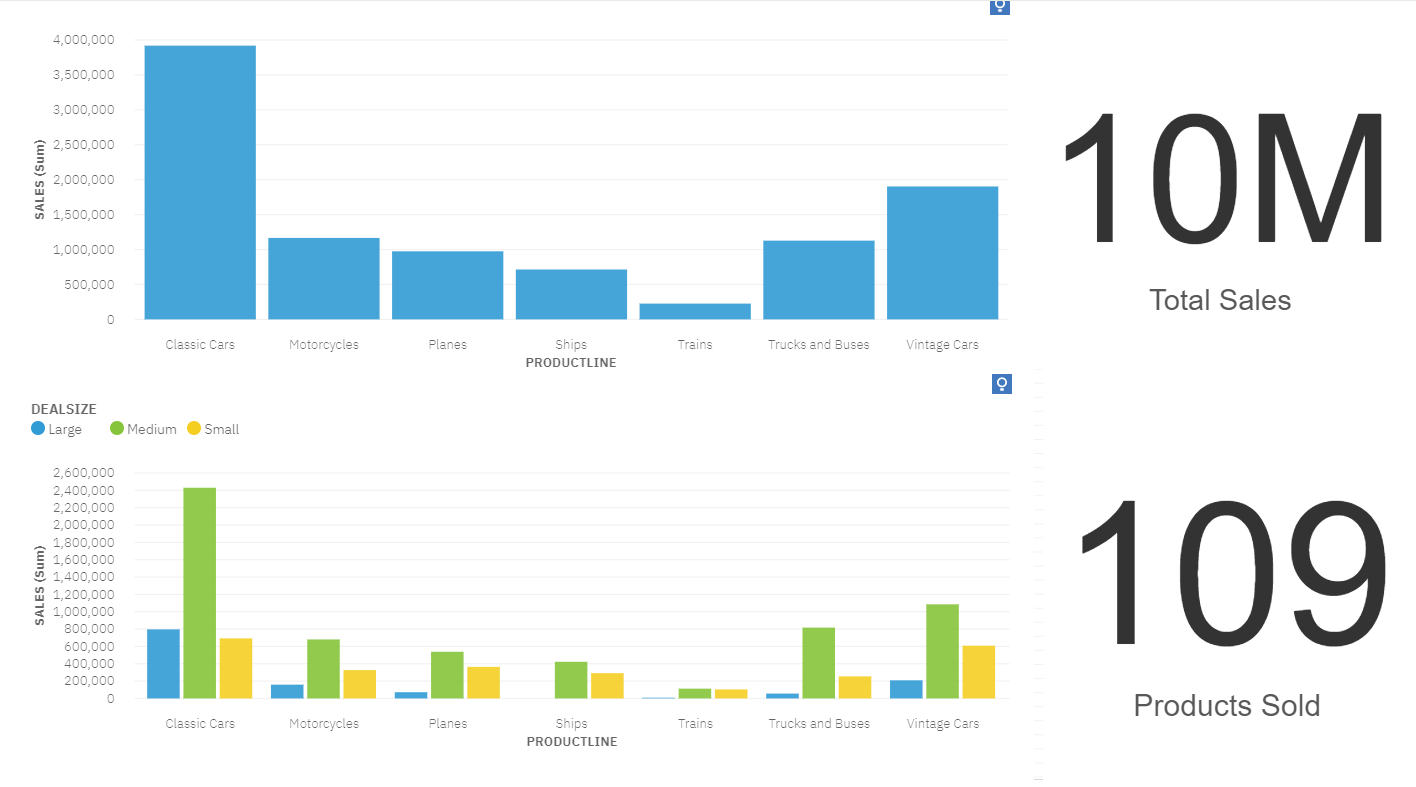 4,000,000
3,500,000
3,000,000
2,500,000
2,000,000
1,500,000
1,000,000
500,000
0
SALES (Sum)
Classic Cars Motorcycles Planes Ships Trains Trucks and Buses Vintage Cars
PRODUCTLINE
10M
Total Sales
DEALSIZE
Large Medium Small
2,600,000
2,400,000
2,200,000
2,000,000
1,800,000
1,600,000
1,400,000
1,200,000
1,000,000
800,000
600,000
400,000
200,000
0
SALES (Sum)
Classic Cars Motorcycles Planes Ships Trains Trucks and Buses Vintage Cars
PRODUCTLINE
109
Products Sold